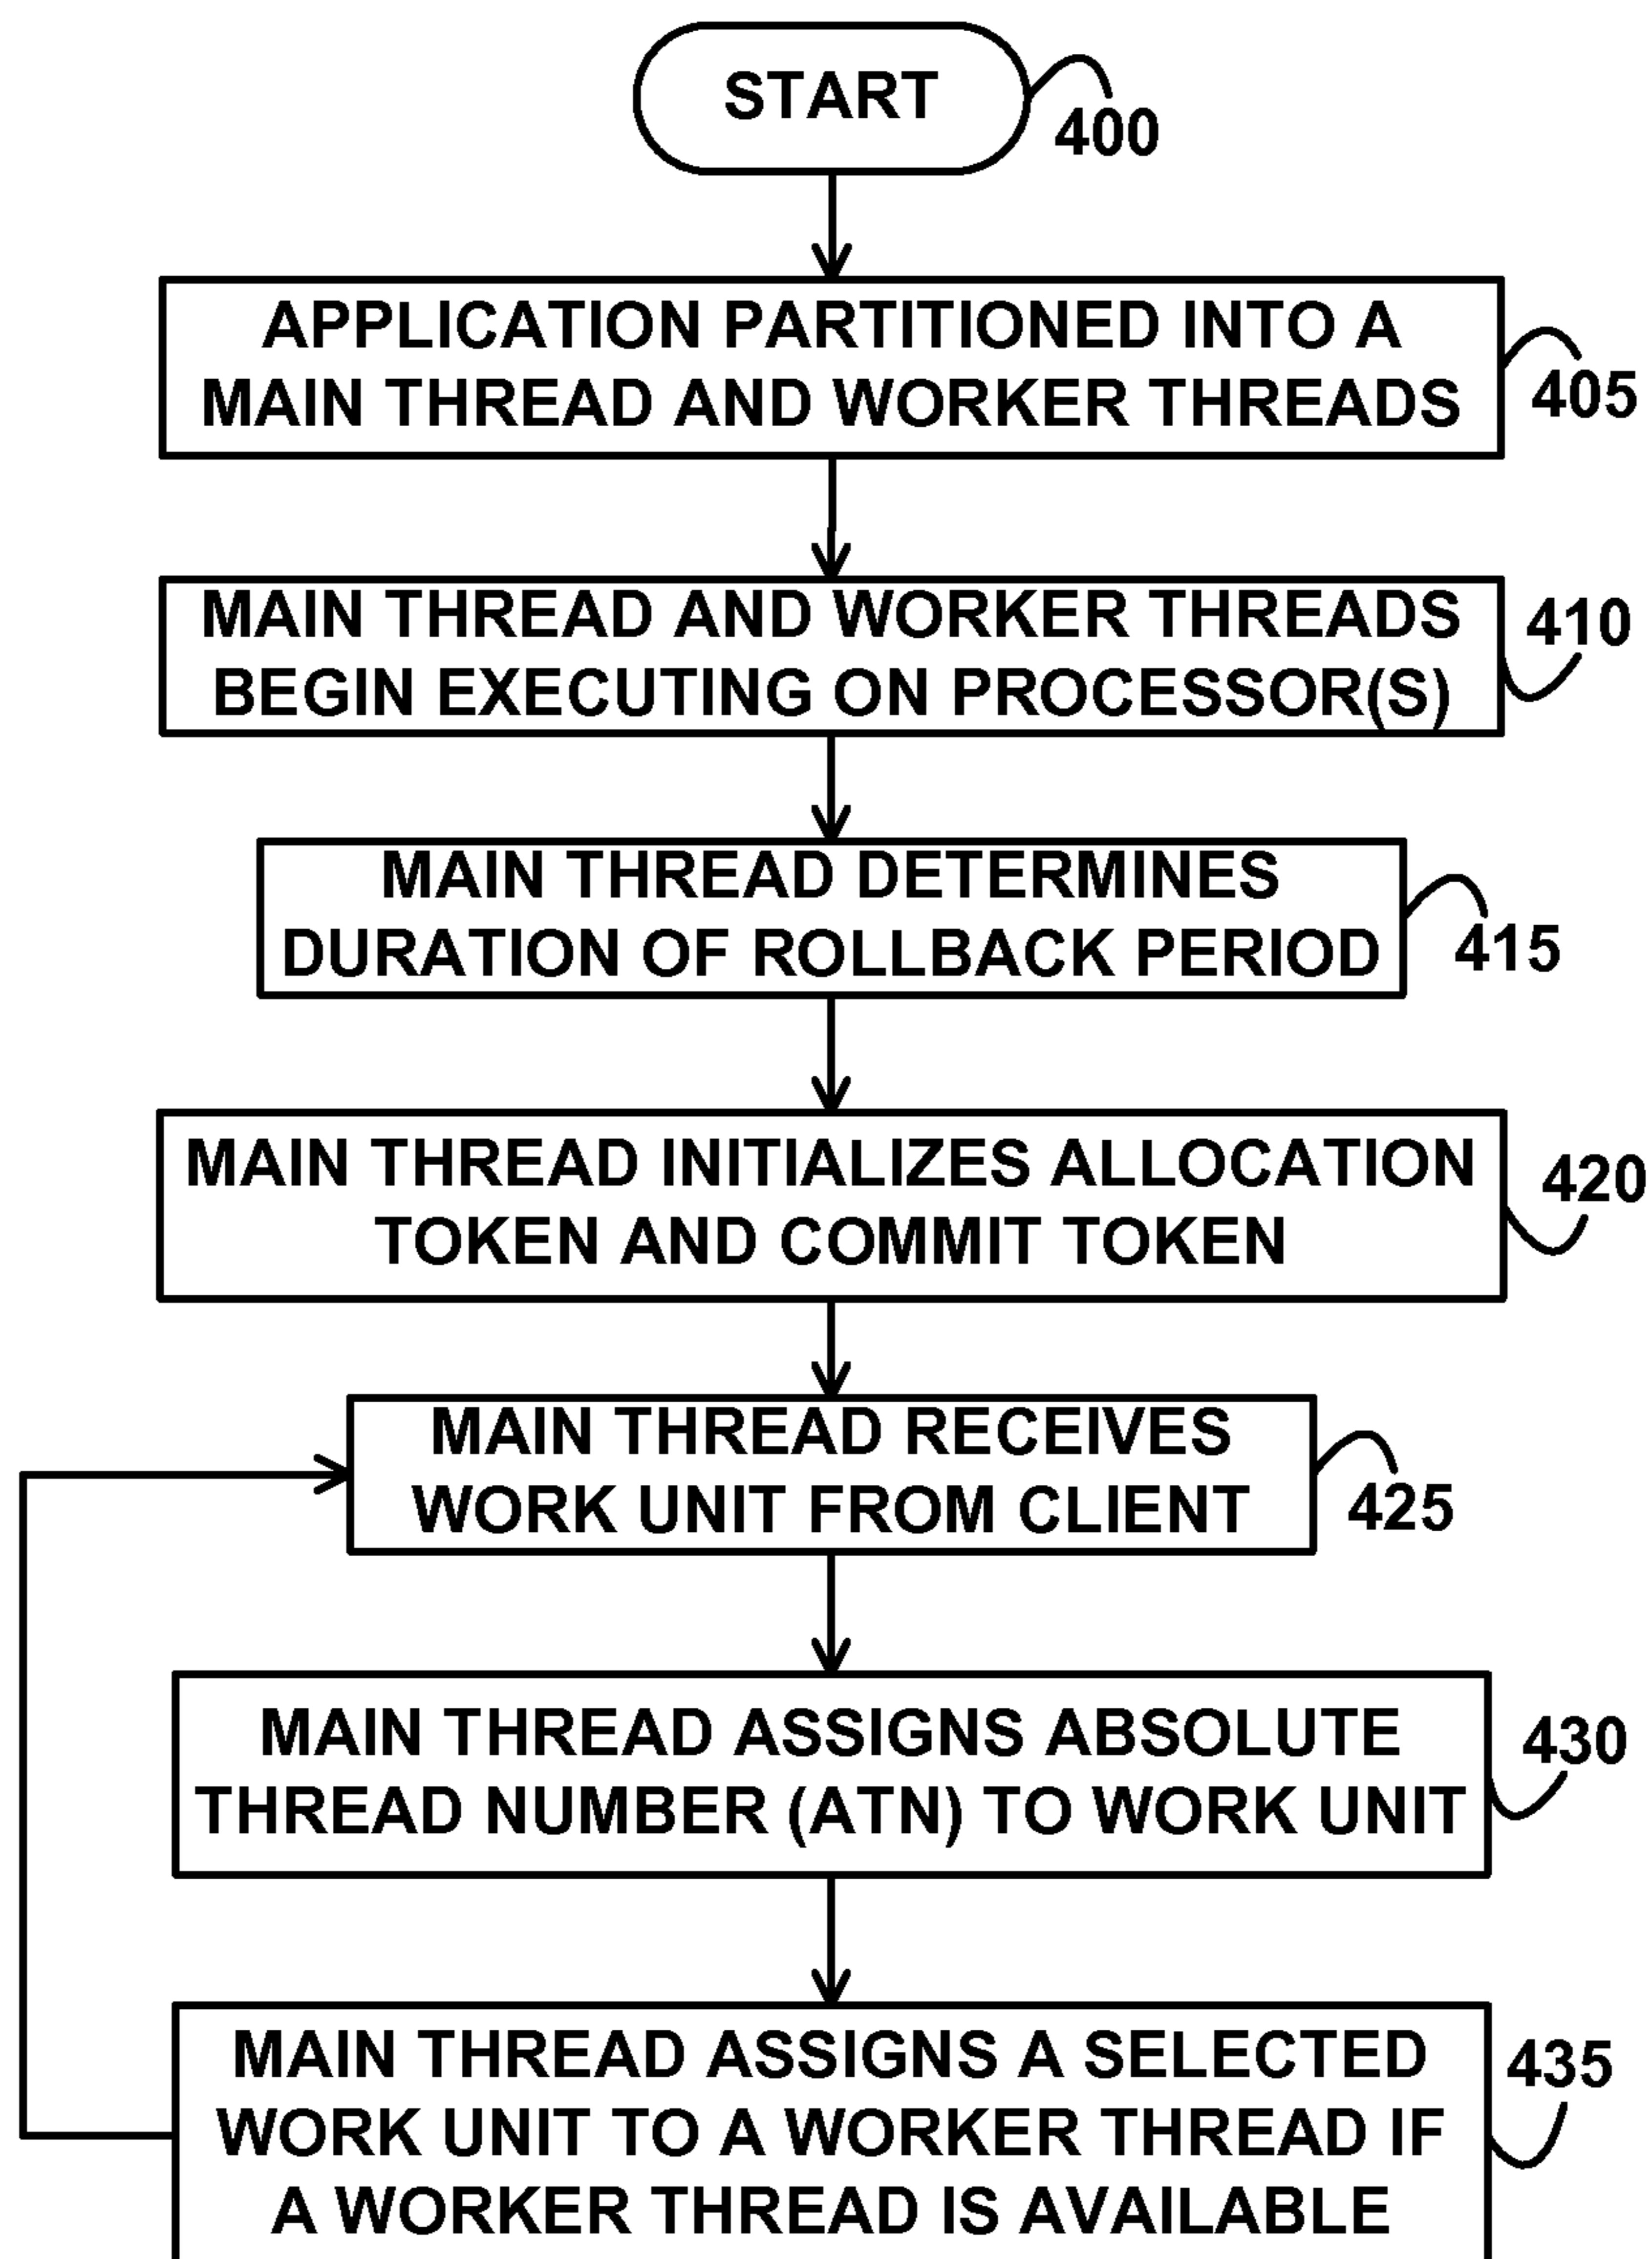 START
400
APPLICATION PARTITIONED INTO A
MAIN THREAD AND WORKER THREADS
405
MAIN THREAD AND WORKER THREADS
BEGIN EXECUTING ON PROCESSOR(S)
410
MAIN THREAD DETERMINES
DURATION OF ROLLBACK PERIOD
415
MAIN THREAD INITIALIZES ALLOCATION
TOKEN AND COMMIT TOKEN
420
MAIN THREAD RECEIVES
WORK UNIT FROM CLIENT
425
MAIN THREAD ASSIGNS ABSOLUTE
THREAD NUMBER (ATN) TO WORK UNIT
430
MAIN THREAD ASSIGNS A SELECTED
WORK UNIT TO A WORKER THREAD IF
A WORKER THREAD IS AVAILABLE
435